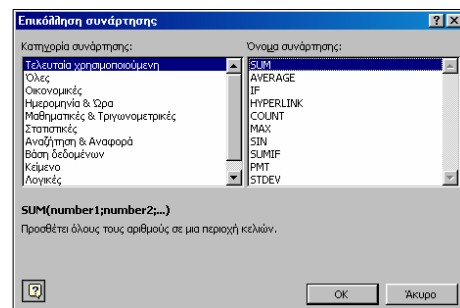 Επικόλληση συνάρτησης
Κατηγορία συνάρτησης:
Τελευταία χρησιμοποιούμενη
Όλες
Οικονομικές
Ημερομηνία & Ώρα
Μαθηματικές & Τριγωνομετρικές
Στατιστικές
Αναζήτηση & Αναφορά
Βάση δεδομένων
Κείμενο
Λογικές
Όνομα συνάρτησης:
SUM
AVERAGE
IF
HYPERLINK
COUNT
MAX
SIN
SUMIF
PMT
STDEV
SUM(number1;number2;...)
Προσθέτει όλους τους αριθμούς σε μια περιοχή κελιών.
OK
Άκυρο